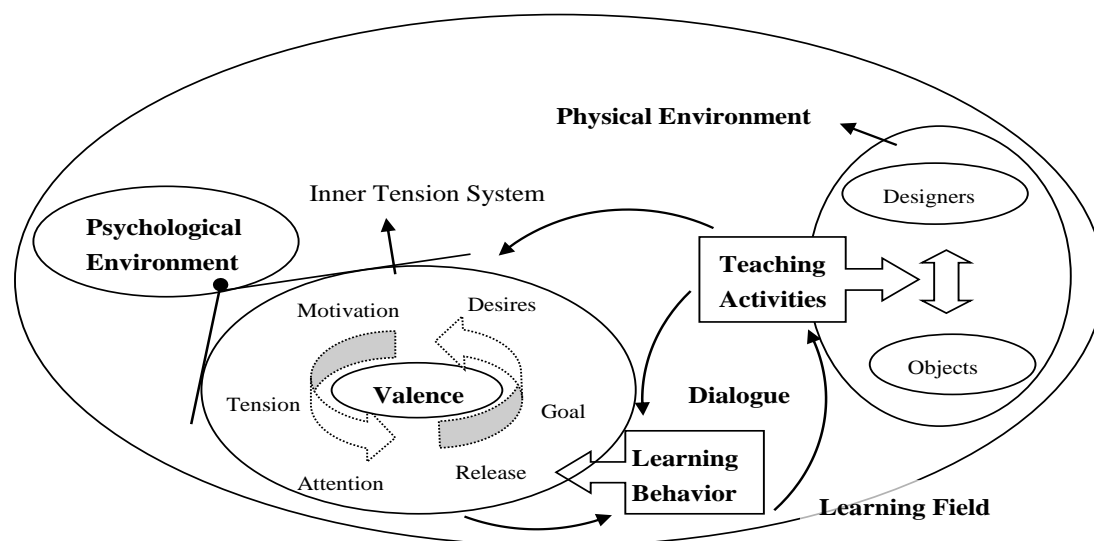 Physical Environment
Designers
Inner Tension System
Psychological
Environment
Teaching
Activities
Motivation
Desires
Objects
Valence
Dialogue
Tension
Goal
Learning
Behavior
Release
Attention
Learning Field